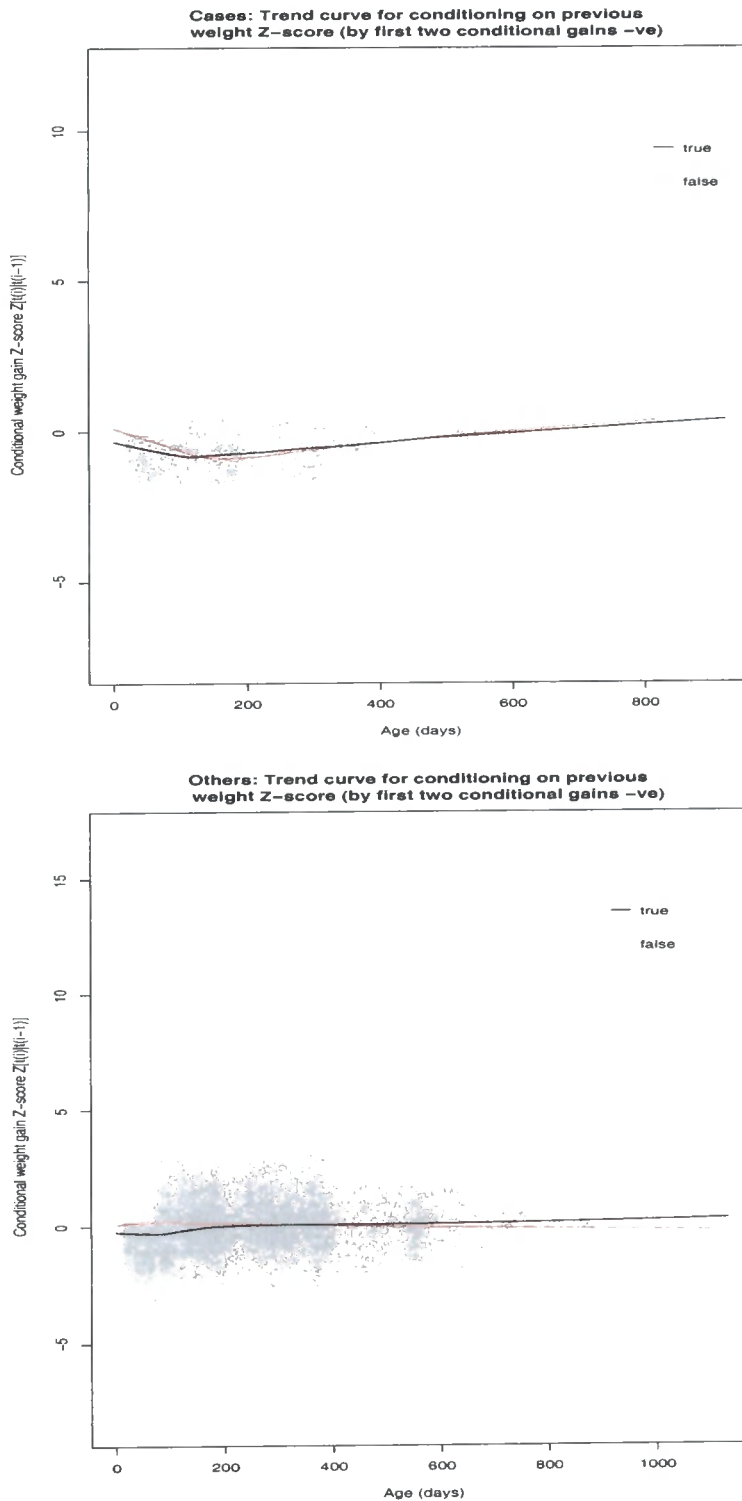 Cases: Trend curve for conditioning on previous
weight Z-score (by first two conditional gains -ve)
10
5
0
-5
Conditional weight gain Z-score Z[t(i)|t(i-1)]
true
false
0 200 400 600 800
Age (days)
Others: Trend curve for conditioning on previous
weight Z-score (by first two conditional gains -ve)
15
10
5
0
-5
Conditional weight gain Z-score Z[t(i)|t(i-1)]
true
false
0 200 400 600 800 1000
Age (days)